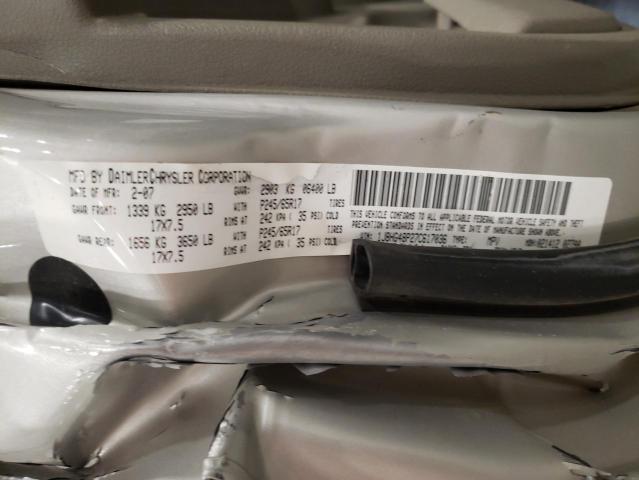 MFD BY DAIMLERCHRYSLER CORPORATION
DATE OF MFR: 2-07 GVWR: 2903 KG 06400 LB
GAWR FRONT: 1339 KG 2950 LB WITH P245/65R17 TIRES
17X7.5 RIMS AT 242 KPA ( 35 PSI) COLD
GAWR REAR: 1656 KG 3650 LB WITH P245/65R17 TIRES
17X7.5 RIMS AT 242 KPA ( 35 PSI) COLD
THIS VEHICLE CONFORMS TO ALL APPLICABLE FEDERAL MOTOR VEHICLE SAFETY AND THEFT
PREVENTION STANDARDS IN EFFECT ON THE DATE OF MANUFACTURE SHOWN ABOVE.
VIN: TYPE: MPV MDH: